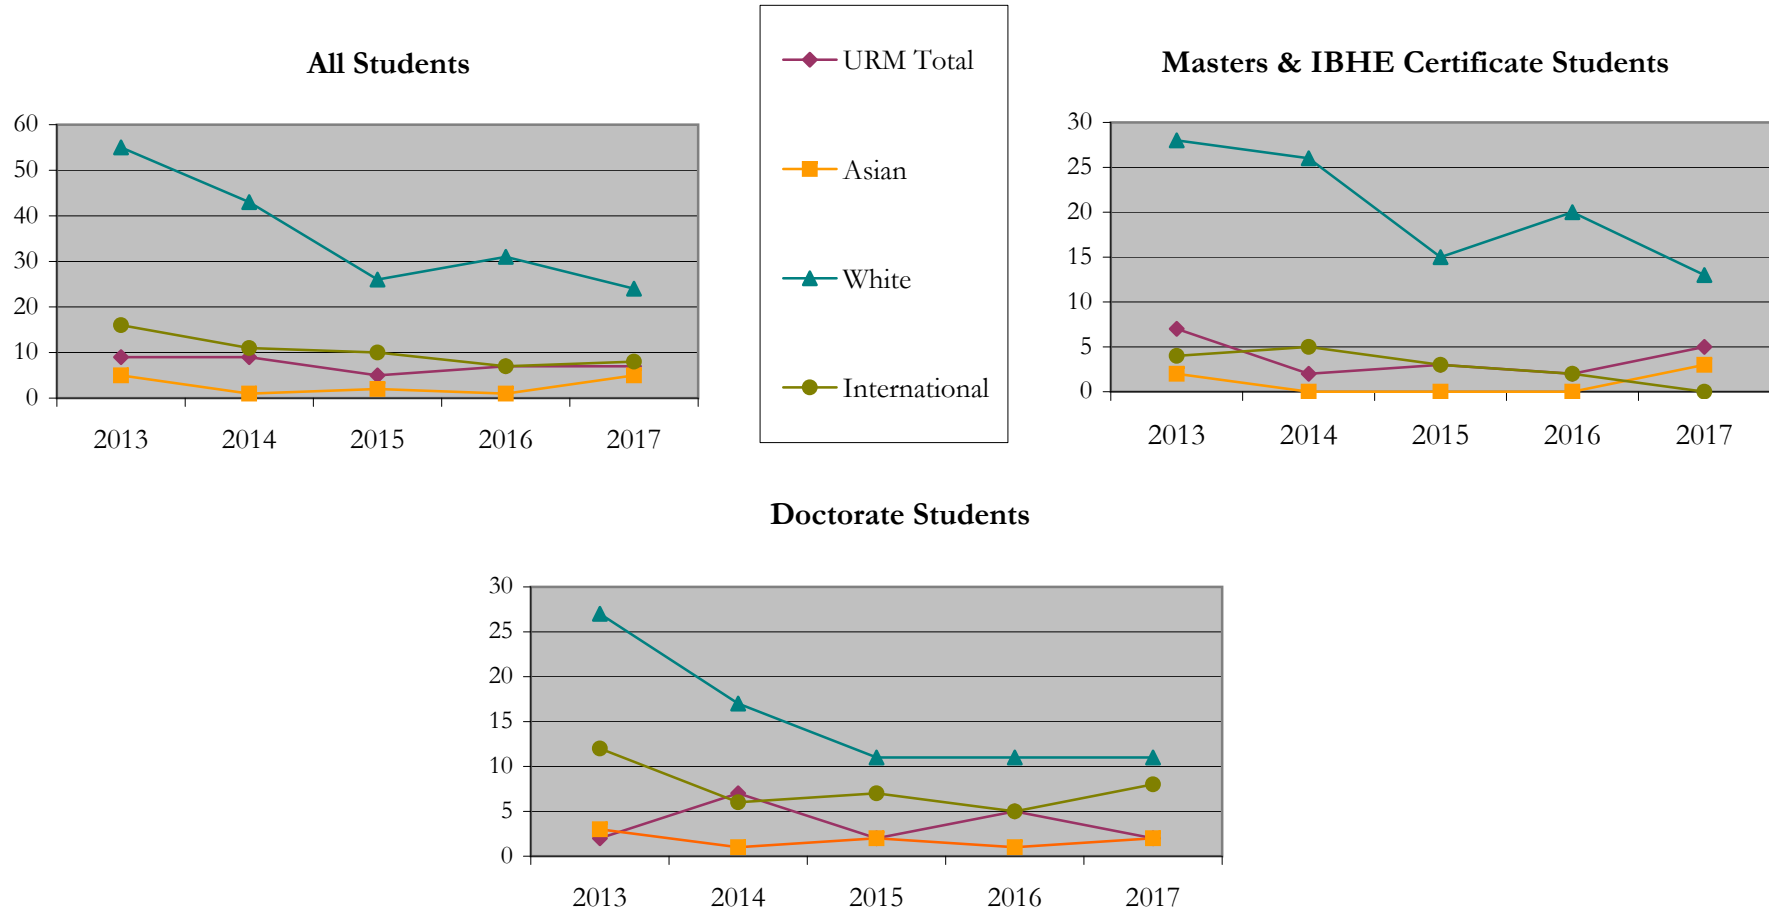 All Students
60
50
40
30
20
10
0
2013 2014 2015 2016 2017
URM Total
Asian
White
International
Masters & IBHE Certificate Students
30
25
20
15
10
5
0
2013 2014 2015 2016 2017
Doctorate Students
30
25
20
15
10
5
0
2013 2014 2015 2016 2017